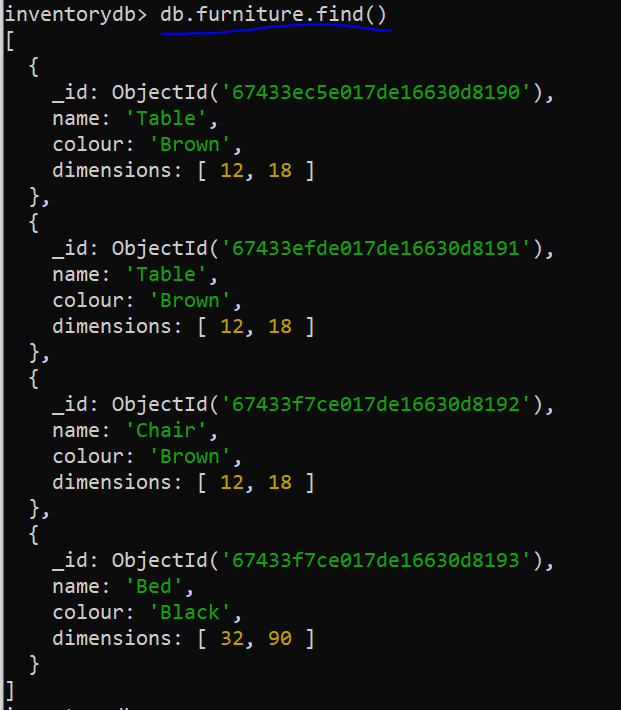 inventorydb> db.furniture.find()
[
  {
    _id: ObjectId('67433ec5e017de16630d8190'),
    name: 'Table',
    colour: 'Brown',
    dimensions: [ 12, 18 ]
  },
  {
    _id: ObjectId('67433efde017de16630d8191'),
    name: 'Table',
    colour: 'Brown',
    dimensions: [ 12, 18 ]
  },
  {
    _id: ObjectId('67433f7ce017de16630d8192'),
    name: 'Chair',
    colour: 'Brown',
    dimensions: [ 12, 18 ]
  },
  {
    _id: ObjectId('67433f7ce017de16630d8193'),
    name: 'Bed',
    colour: 'Black',
    dimensions: [ 32, 90 ]
  }
]